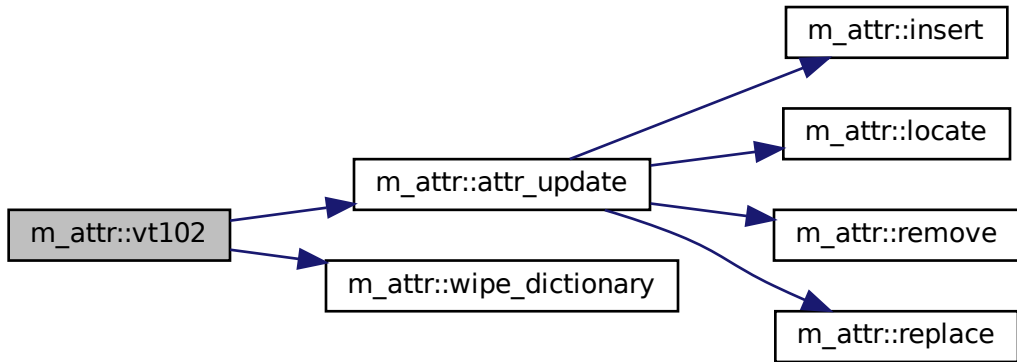 m_attr::vt102
m_attr::attr_update
m_attr::wipe_dictionary
m_attr::insert
m_attr::locate
m_attr::remove
m_attr::replace